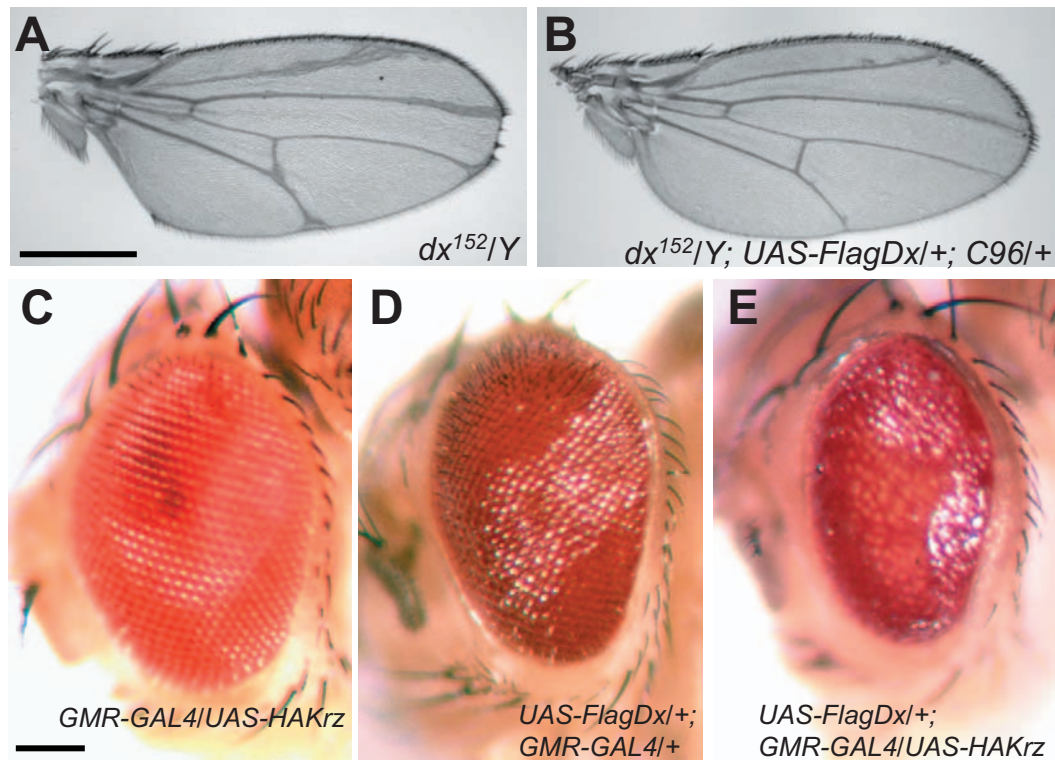 A
B
dx¹⁵²/Y
dx¹⁵²/Y; UAS-FlagDx/+; C96/+
C
D
E
GMR-GAL4/UAS-HAKrz
UAS-FlagDx/+;
GMR-GAL4/+
UAS-FlagDx/+;
GMR-GAL4/UAS-HAKrz